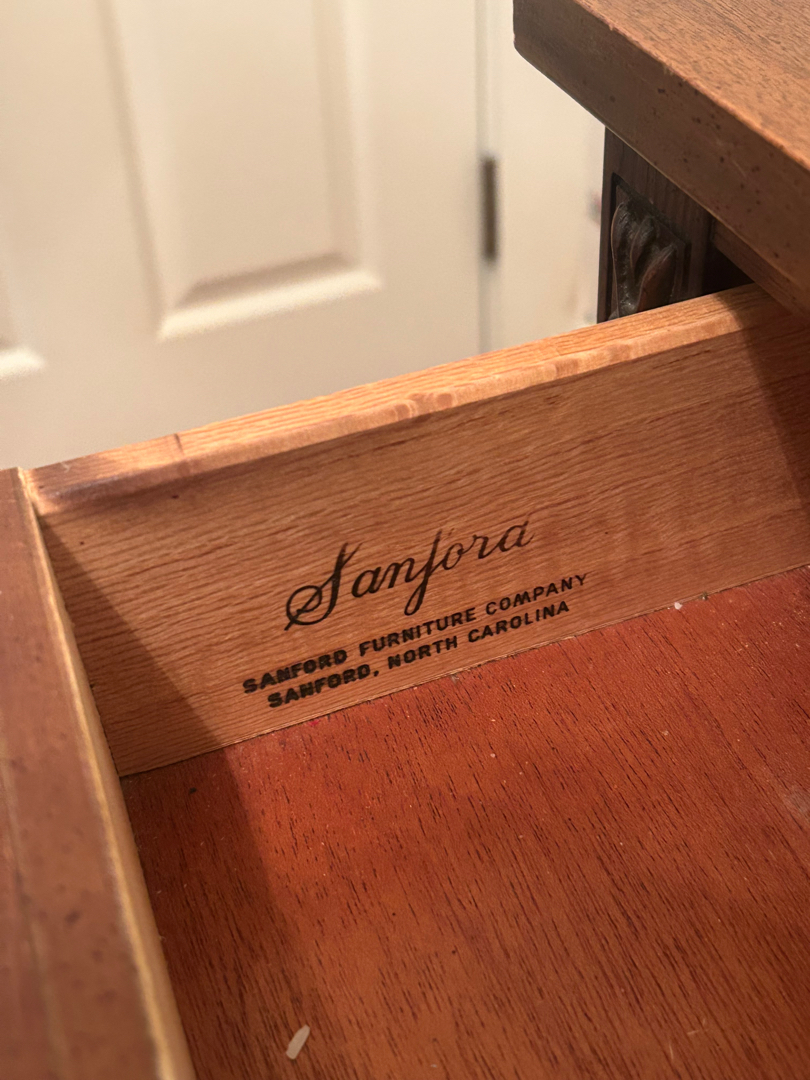 Sanford
SANFORD FURNITURE COMPANY
SANFORD, NORTH CAROLINA